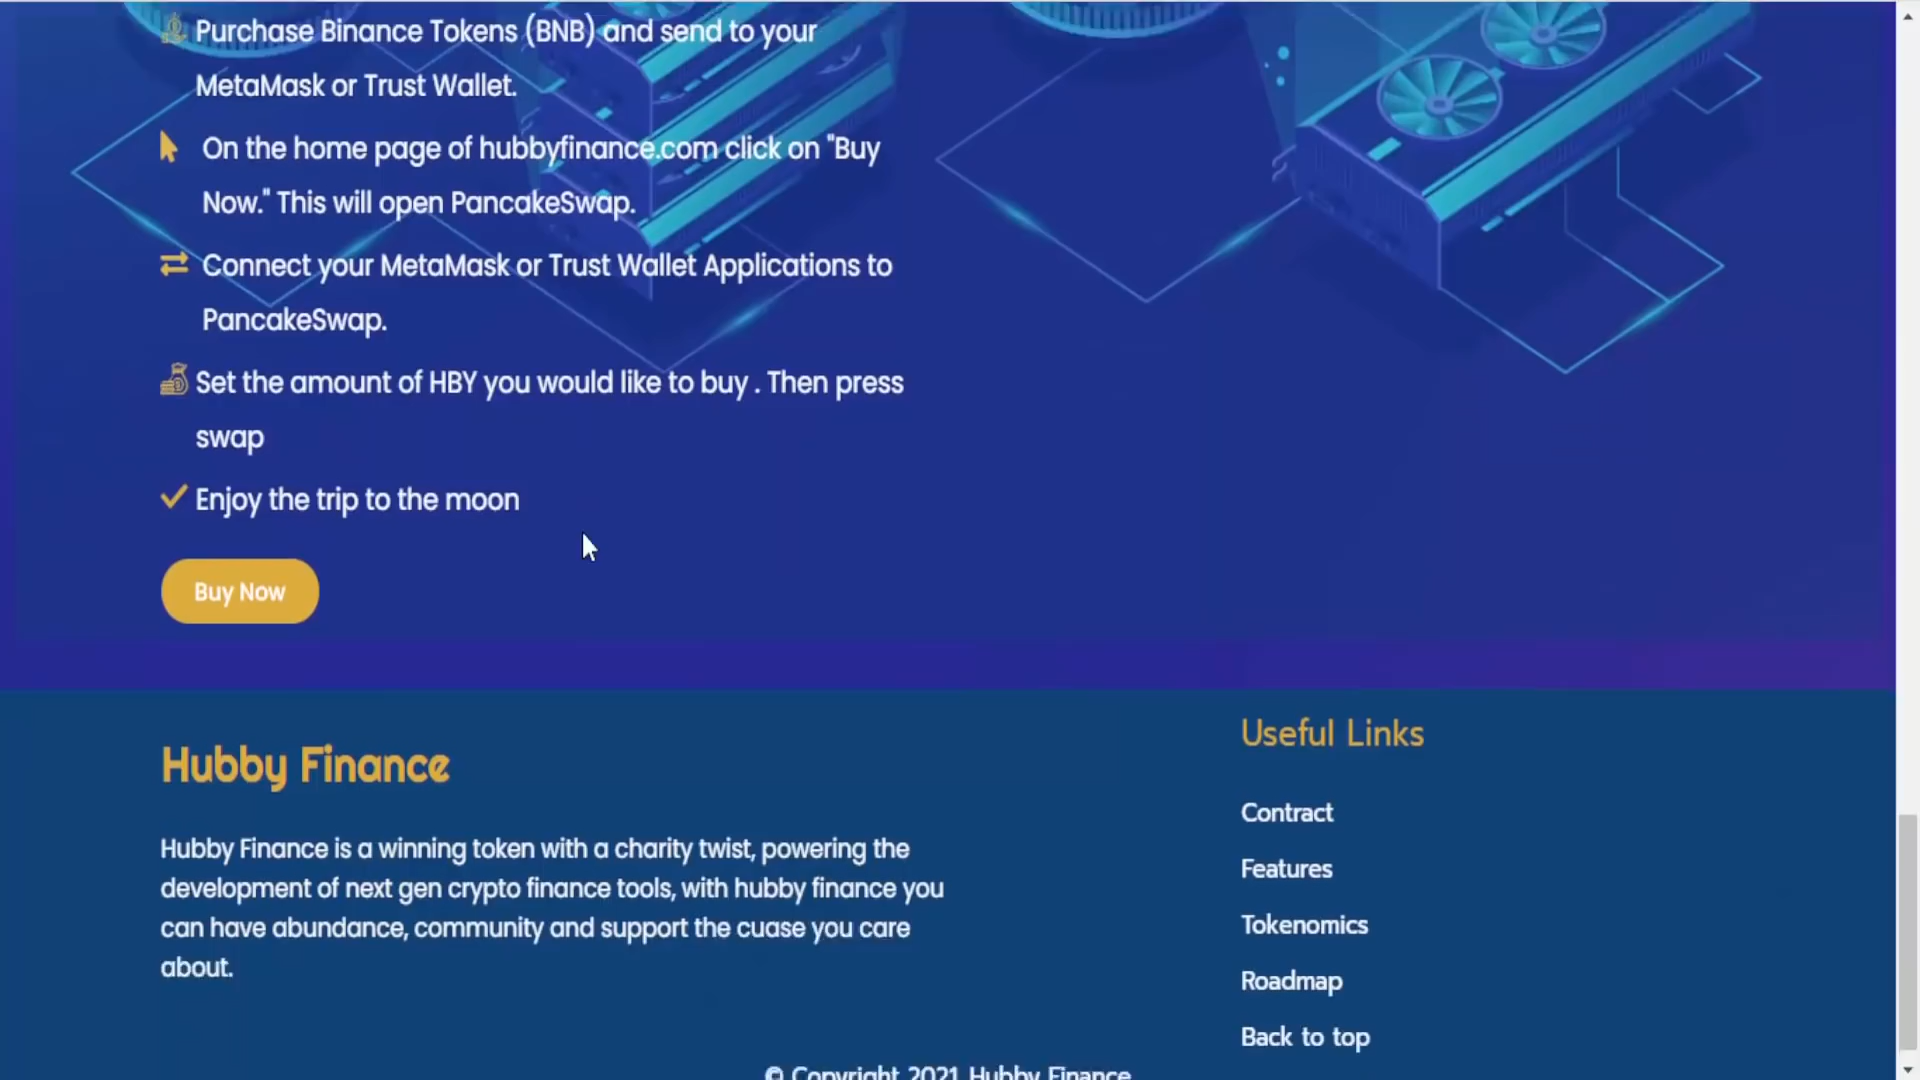 Purchase Binance Tokens (BNB) and send to your
MetaMask or Trust Wallet.
On the home page of hubbyfinance.com click on "Buy
Now." This will open PancakeSwap.
Connect your MetaMask or Trust Wallet Applications to
PancakeSwap.
Set the amount of HBY you would like to buy . Then press
swap
Enjoy the trip to the moon
Buy Now
Hubby Finance
Hubby Finance is a winning token with a charity twist, powering the
development of next gen crypto finance tools, with hubby finance you
can have abundance, community and support the cuase you care
about.
Useful Links
Contract
Features
Tokenomics
Roadmap
Back to top
© Copyright 2021 Hubby Finance